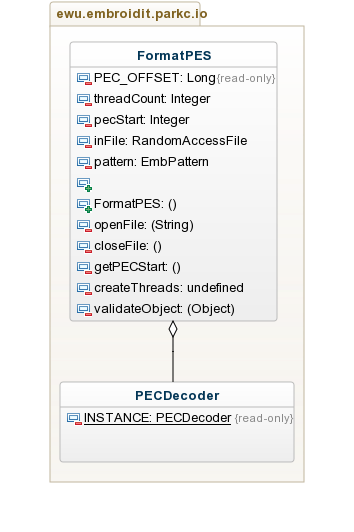 ewu.embroidit.parkc.io
FormatPES
PEC_OFFSET: Long{read-only}
threadCount: Integer
pecStart: Integer
inFile: RandomAccessFile
pattern: EmbPattern
FormatPES: ()
openFile: (String)
closeFile: ()
getPECStart: ()
createThreads: undefined
validateObject: (Object)
PECDecoder
INSTANCE: PECDecoder {read-only}